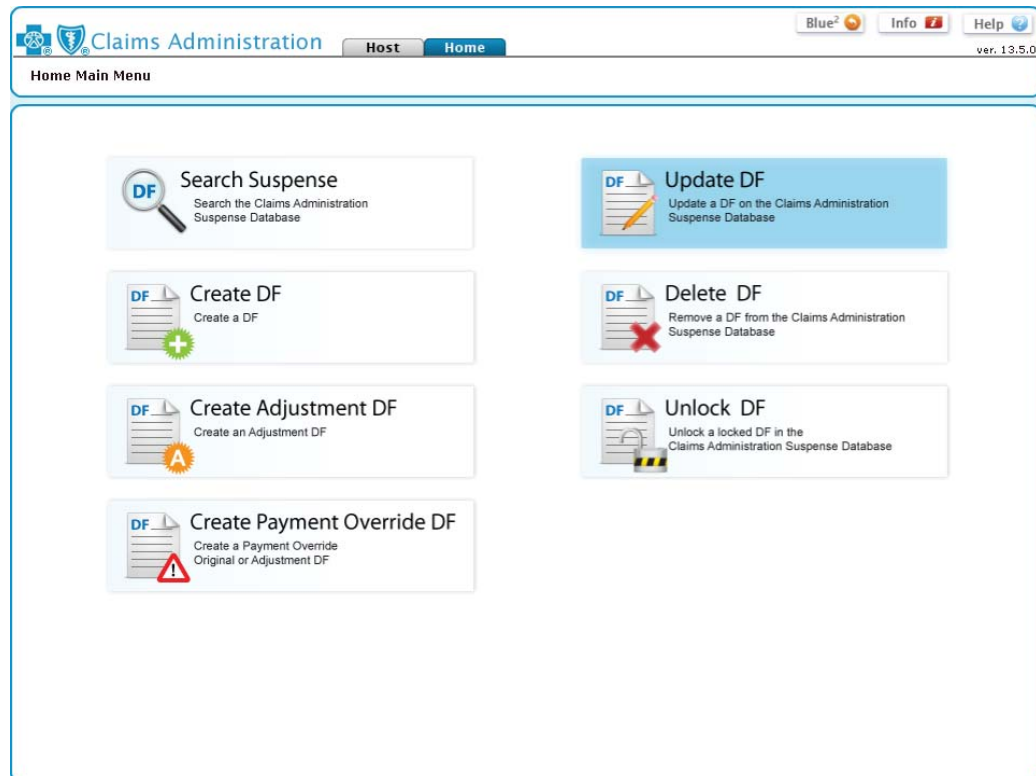 Blue² Info i Help ?
® ® Claims Administration Host Home
ver. 13.5.0
Home Main Menu
DF Search Suspense
Search the Claims Administration
Suspense Database
DF Update DF
Update a DF on the Claims Administration
Suspense Database
DF Create DF
Create a DF
DF Delete DF
Remove a DF from the Claims Administration
Suspense Database
DF Create Adjustment DF
Create an Adjustment DF
A
DF Unlock DF
Unlock a locked DF in the
Claims Administration Suspense Database
DF Create Payment Override DF
Create a Payment Override
Original or Adjustment DF
!